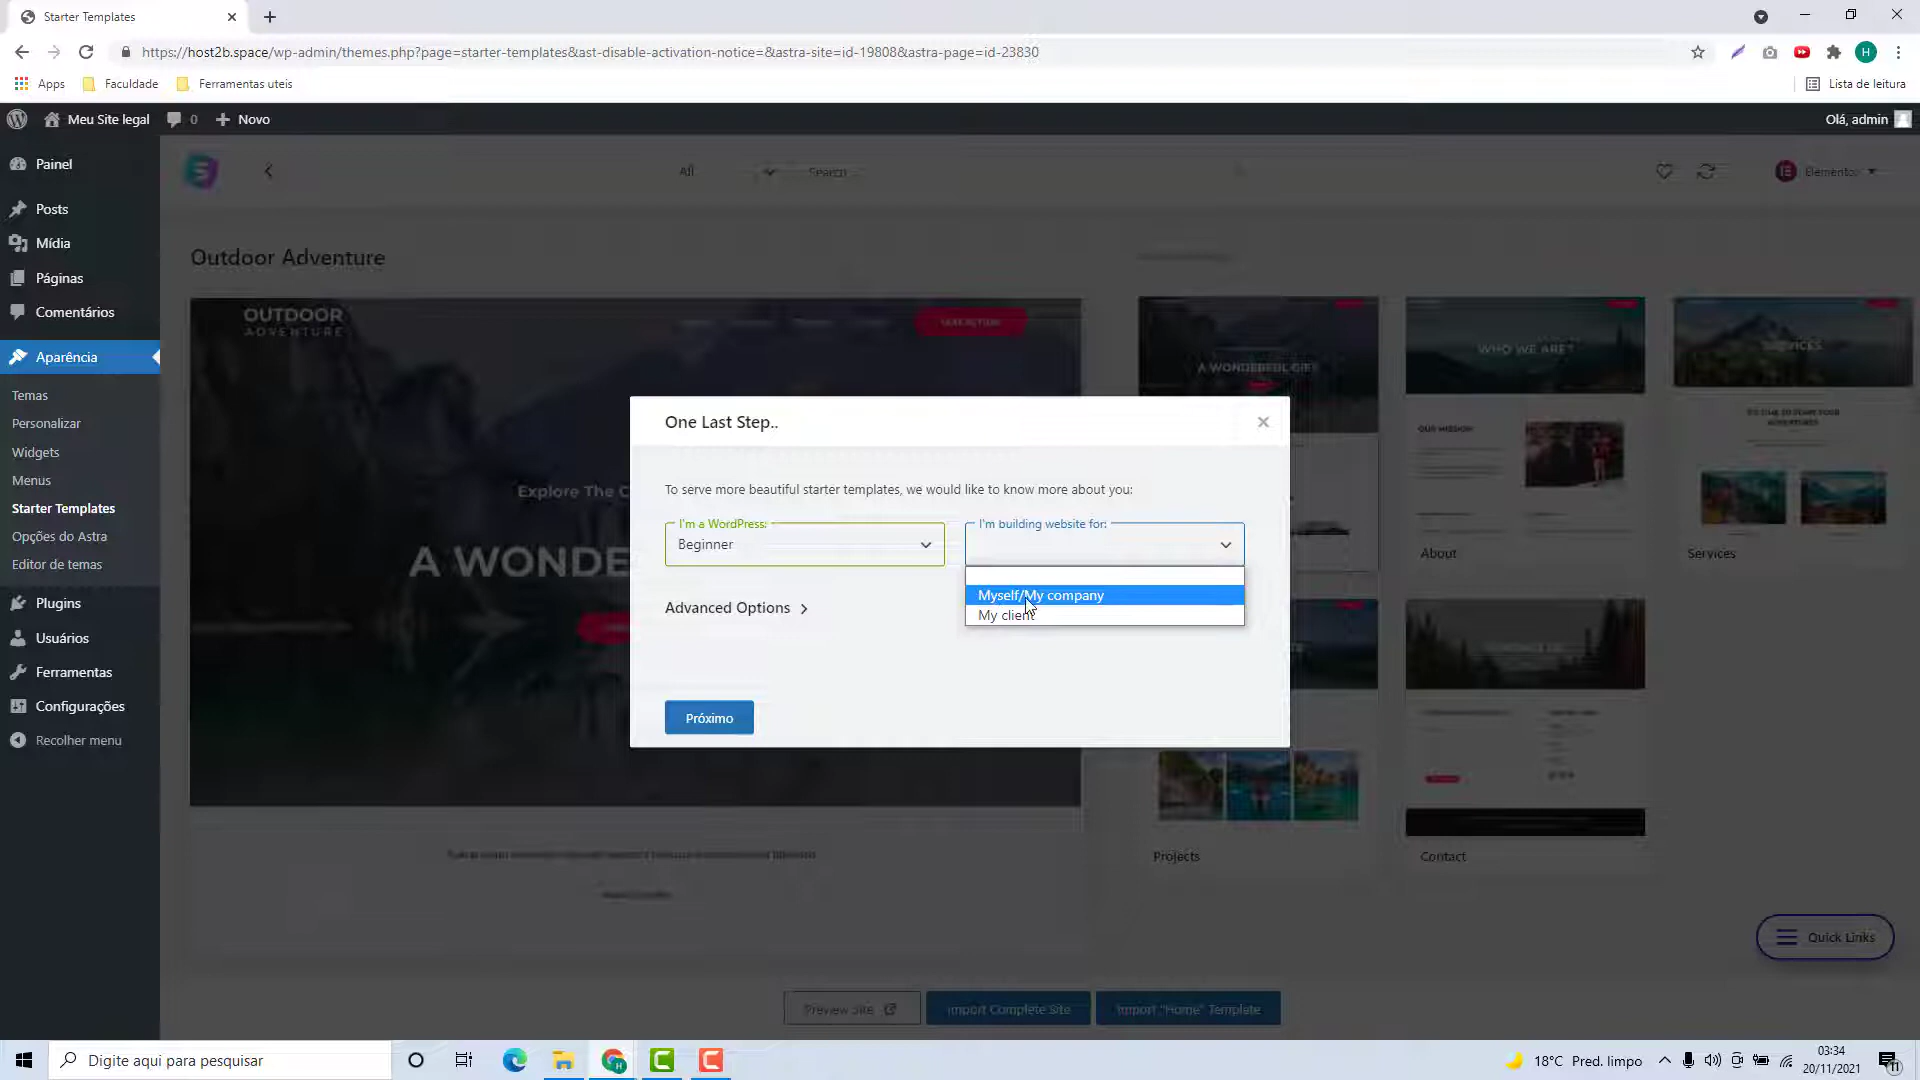 Starter Templates
https://host2b.space/wp-admin/themes.php?page=starter-templates&ast-disable-activation-notice=&astra-site=id-19808&astra-page=id-23830
H
Apps
Faculdade
Ferramentas uteis
Lista de leitura
Meu Site legal
0
Novo
Olá, admin
Painel
Posts
Mídia
Páginas
Comentários
Aparência
Temas
Personalizar
Widgets
Menus
Starter Templates
Opções do Astra
Editor de temas
Plugins
Usuários
Ferramentas
Configurações
Recolher menu
All
Search ...
Elementor
Outdoor Adventure
OUTDOOR
ADVENTURE
Explore The C
A WONDE
WHO WE ARE?
SERVICES
OUR MISSION
About
Services
Projects
Contact
One Last Step..
To serve more beautiful starter templates, we would like to know more about you:
I'm a WordPress:
Beginner
I'm building website for:
Myself/My company
My client
Advanced Options
Próximo
Quick Links
Preview Site
Import Complete Site
Import "Home" Template
Digite aqui para pesquisar
18°C Pred. limpo
03:34
20/11/2021
11